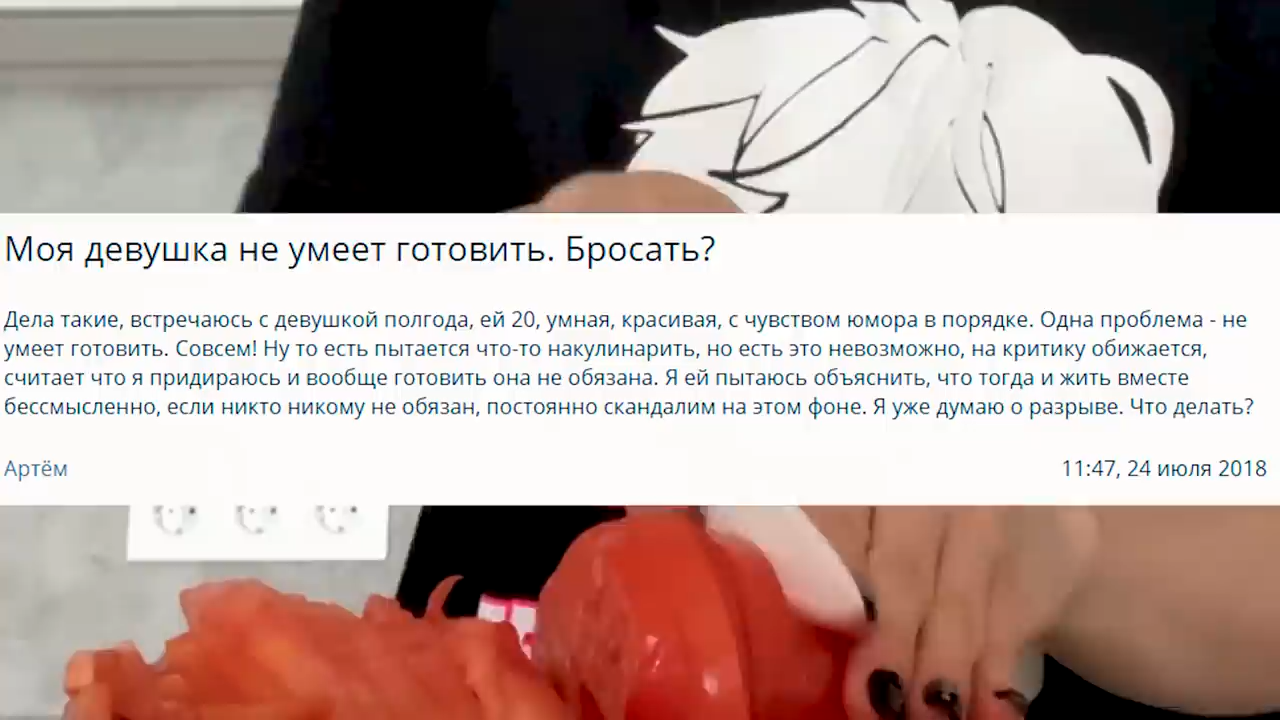 Моя девушка не умеет готовить. Бросать?
Дела такие, встречаюсь с девушкой полгода, ей 20, умная, красивая, с чувством юмора в порядке. Одна проблема - не
умеет готовить. Совсем! Ну то есть пытается что-то накулинарить, но есть это невозможно, на критику обижается,
считает что я придираюсь и вообще готовить она не обязана. Я ей пытаюсь объяснить, что тогда и жить вместе
бессмысленно, если никто никому не обязан, постоянно скандалим на этом фоне. Я уже думаю о разрыве. Что делать?
Артём
11:47, 24 июля 2018